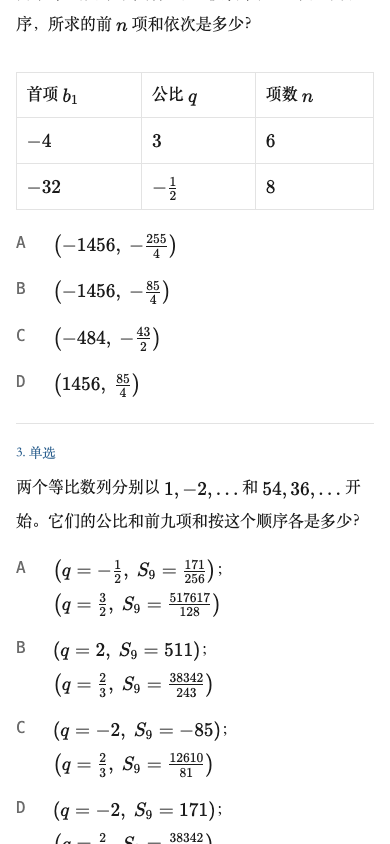 序，所求的前 n 项和依次是多少？
首项 b₁ 公比 q 项数 n
−4 3 6
−32 −1/2 8
A (−1456, −255/4)
B (−1456, −85/4)
C (−484, −43/2)
D (1456, 85/4)
3. 单选
两个等比数列分别以 1, −2, . . . 和 54, 36, . . . 开
始。它们的公比和前九项和按这个顺序各是多少？
A (q = −1/2, S₉ = 171/256);
(q = 3/2, S₉ = 517617/128)
B (q = 2, S₉ = 511);
(q = 2/3, S₉ = 38342/243)
C (q = −2, S₉ = −85);
(q = 2/3, S₉ = 12610/81)
D (q = −2, S₉ = 171);